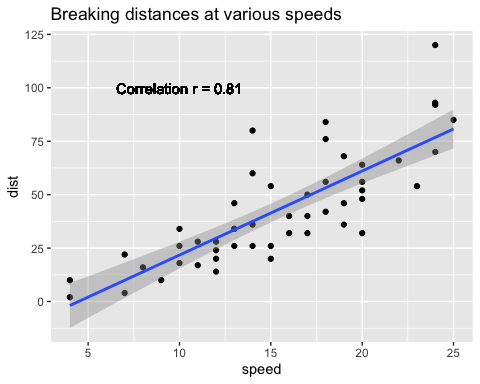 Breaking distances at various speeds
125
100
75
50
25
0
Correlation r = 0.81
dist
5
10
15
20
25
speed